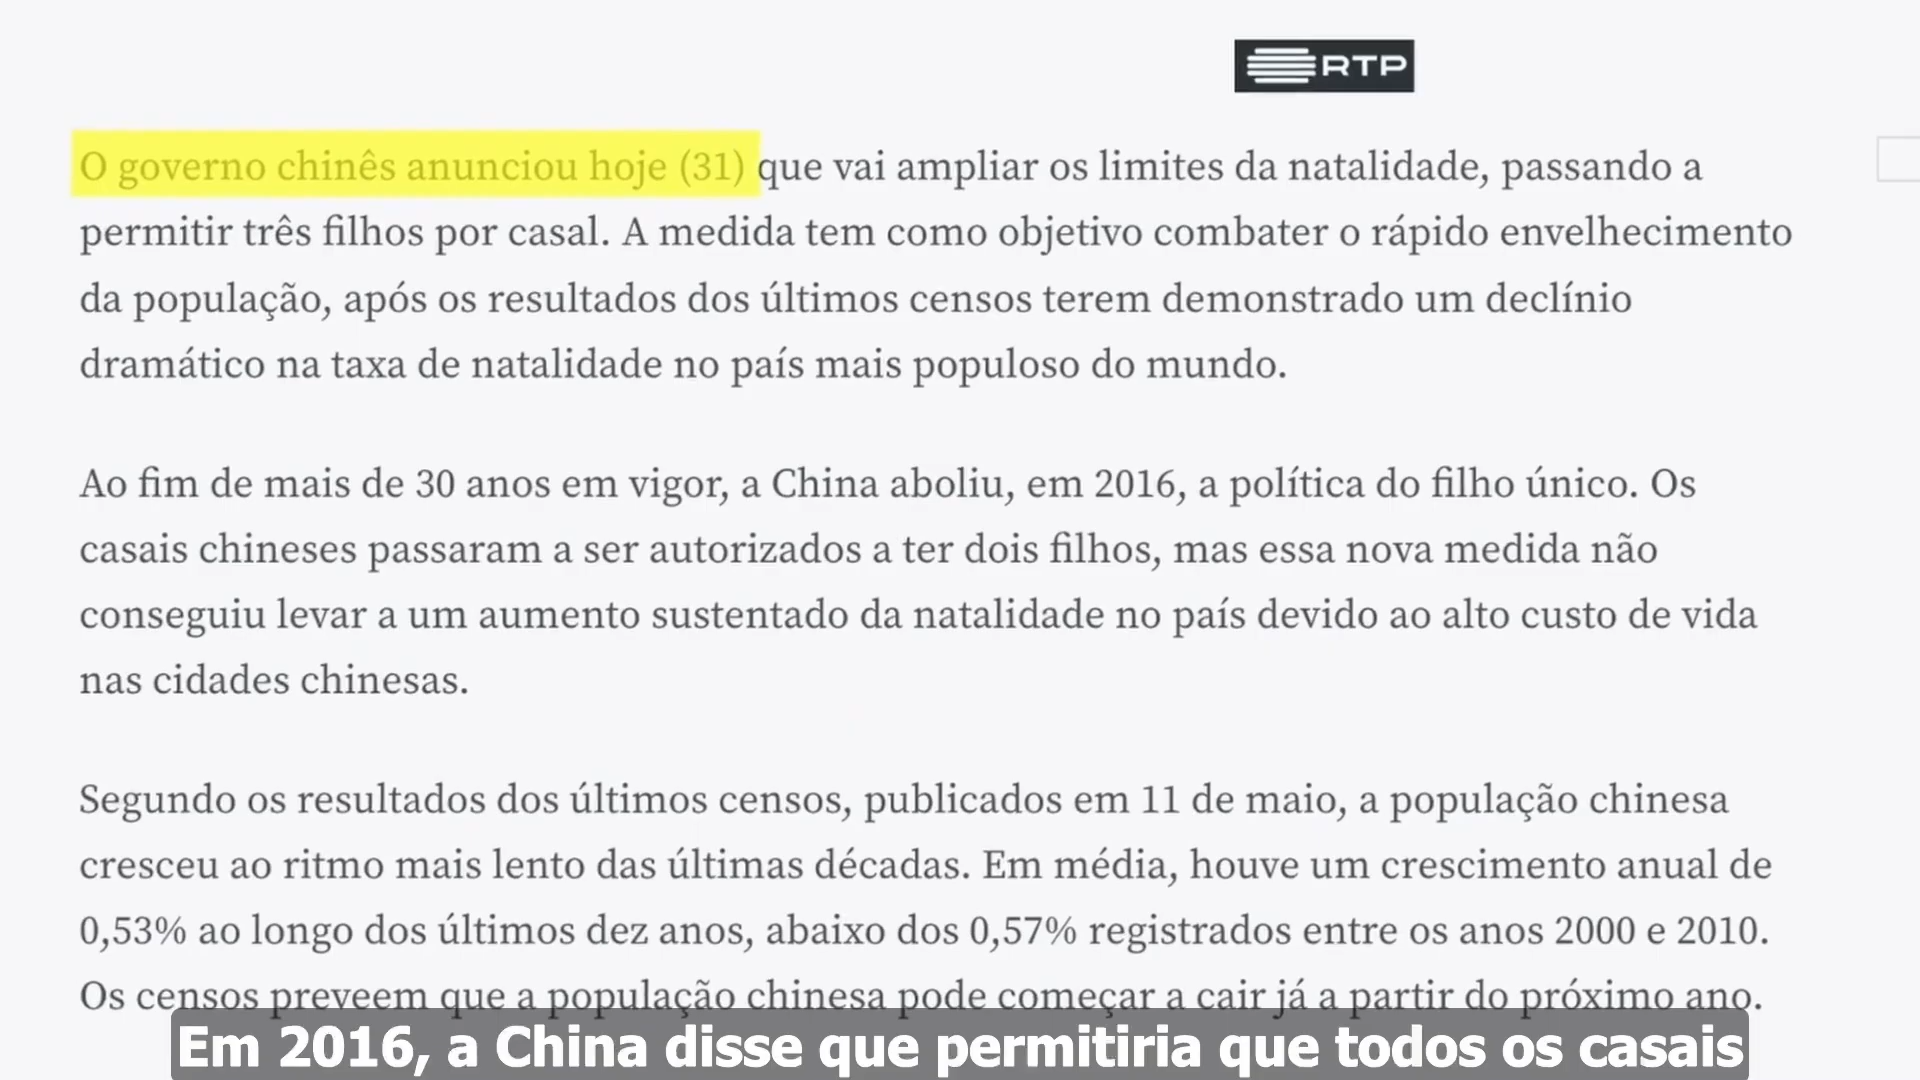 RTP
O governo chinês anunciou hoje (31) que vai ampliar os limites da natalidade, passando a
permitir três filhos por casal. A medida tem como objetivo combater o rápido envelhecimento
da população, após os resultados dos últimos censos terem demonstrado um declínio
dramático na taxa de natalidade no país mais populoso do mundo.
Ao fim de mais de 30 anos em vigor, a China aboliu, em 2016, a política do filho único. Os
casais chineses passaram a ser autorizados a ter dois filhos, mas essa nova medida não
conseguiu levar a um aumento sustentado da natalidade no país devido ao alto custo de vida
nas cidades chinesas.
Segundo os resultados dos últimos censos, publicados em 11 de maio, a população chinesa
cresceu ao ritmo mais lento das últimas décadas. Em média, houve um crescimento anual de
0,53% ao longo dos últimos dez anos, abaixo dos 0,57% registrados entre os anos 2000 e 2010.
Os censos preveem que a população chinesa pode começar a cair já a partir do próximo ano.
Em 2016, a China disse que permitiria que todos os casais